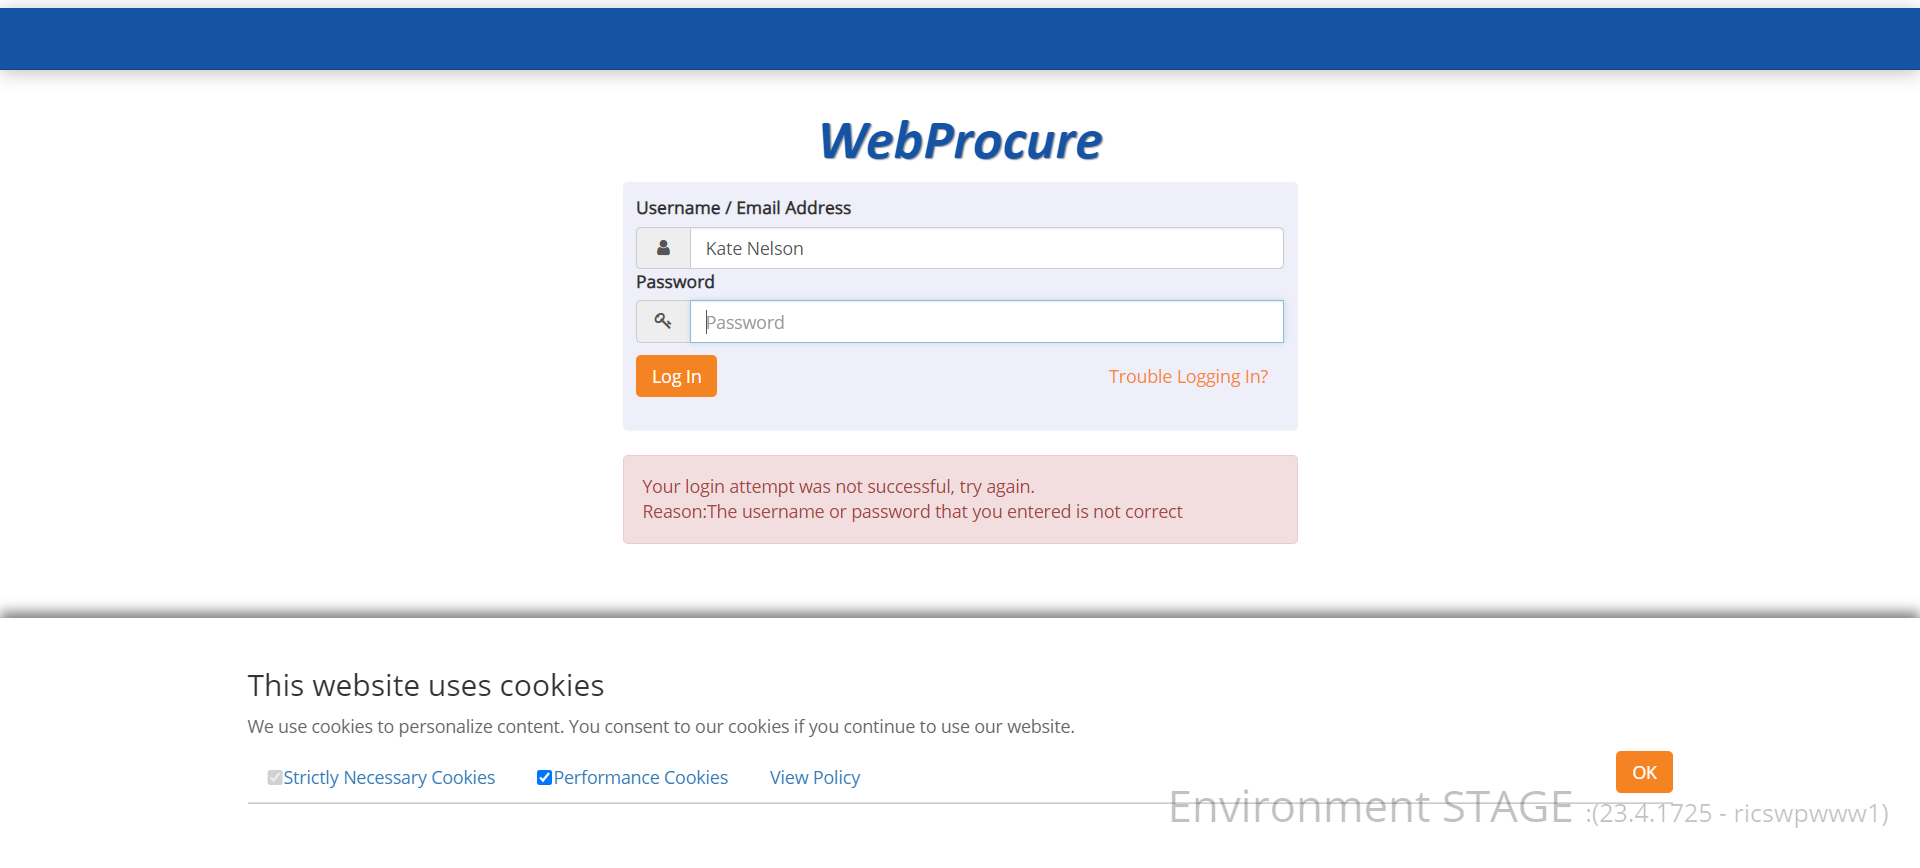 WebProcure
Username / Email Address
Kate Nelson
Password
Password
Log In
Trouble Logging In?
Your login attempt was not successful, try again.
Reason:The username or password that you entered is not correct
This website uses cookies
We use cookies to personalize content. You consent to our cookies if you continue to use our website.
Strictly Necessary Cookies Performance Cookies View Policy
OK
Environment STAGE :(23.4.1725 - ricswpwww1)